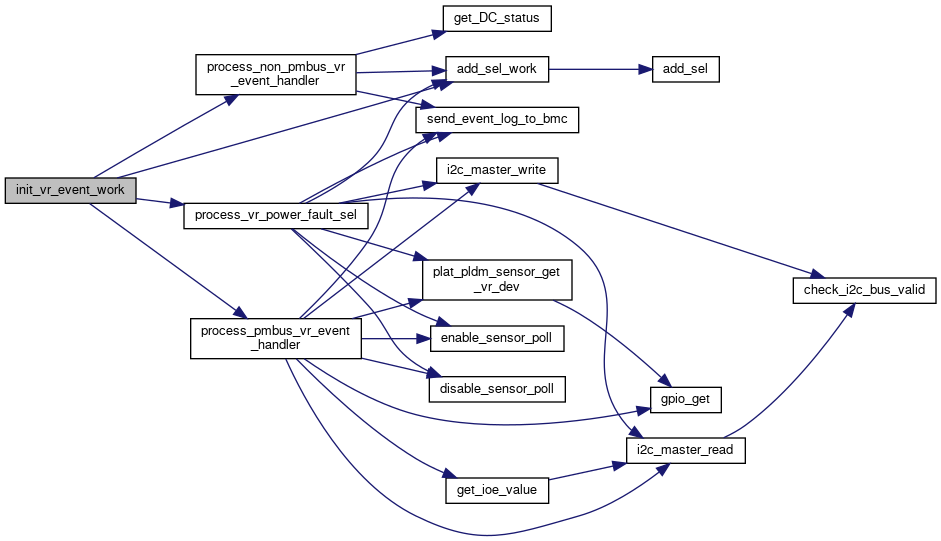 get_DC_status
process_non_pmbus_vr
_event_handler
add_sel_work
add_sel
send_event_log_to_bmc
i2c_master_write
init_vr_event_work
process_vr_power_fault_sel
plat_pldm_sensor_get
_vr_dev
check_i2c_bus_valid
process_pmbus_vr_event
_handler
enable_sensor_poll
disable_sensor_poll
gpio_get
i2c_master_read
get_ioe_value